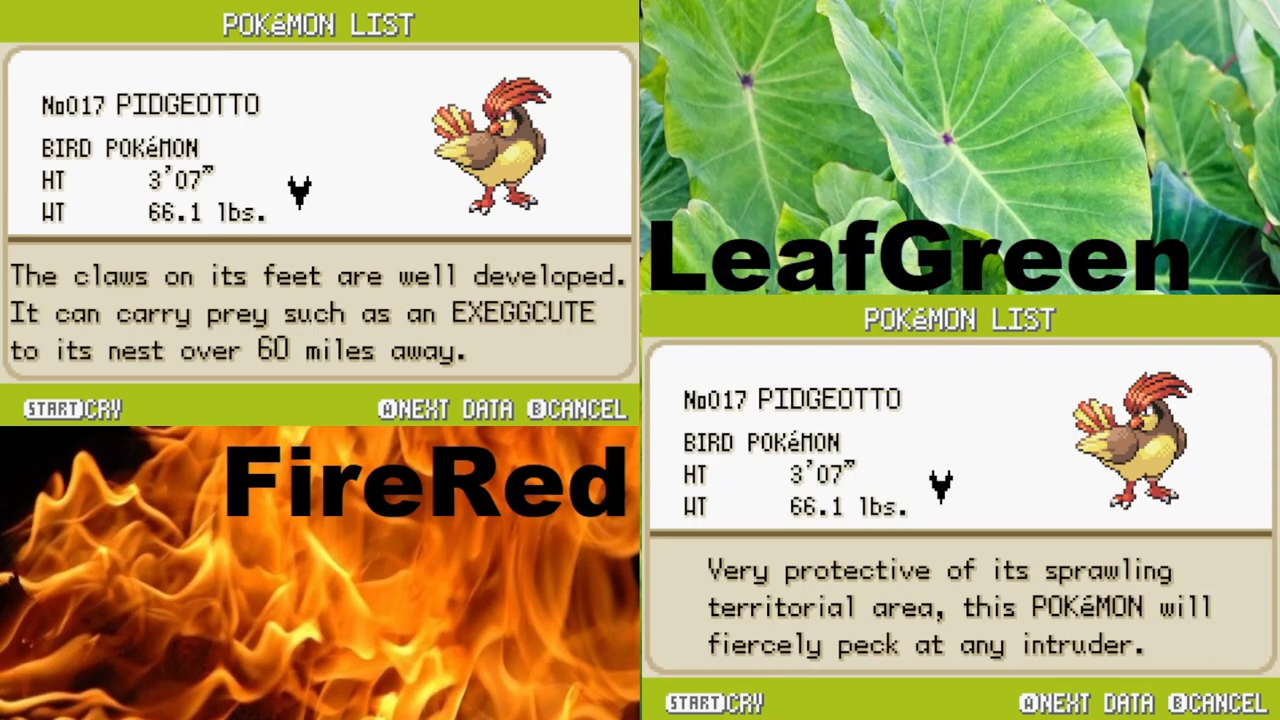 POKéMON LIST
No017 PIDGEOTTO
BIRD POKéMON
HT 3'07"
WT 66.1 lbs.
The claws on its feet are well developed.
It can carry prey such as an EXEGGCUTE
to its nest over 60 miles away.
START CRY
A NEXT DATA B CANCEL
FireRed
LeafGreen
POKéMON LIST
No017 PIDGEOTTO
BIRD POKéMON
HT 3'07"
WT 66.1 lbs.
Very protective of its sprawling
territorial area, this POKéMON will
fiercely peck at any intruder.
START CRY
A NEXT DATA B CANCEL